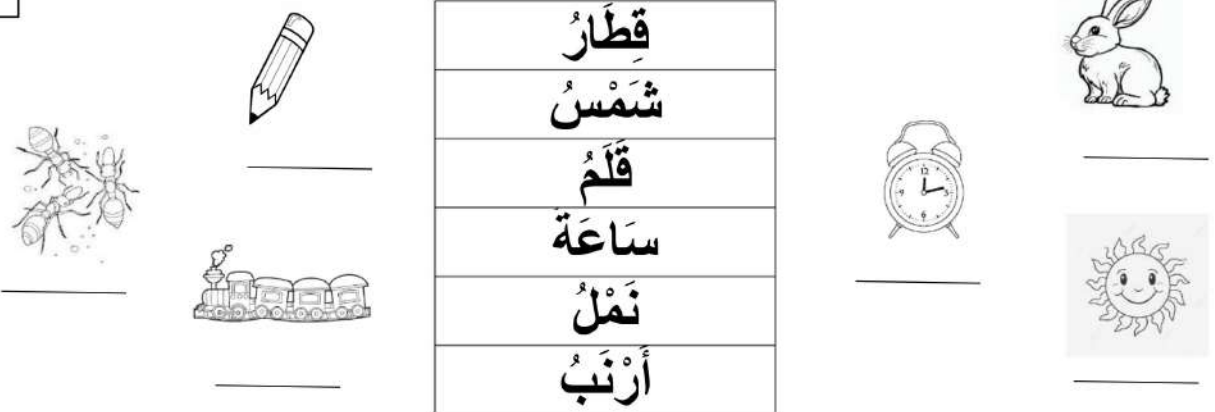 قِطَارُ
شَمْسُ
قَلَمُ
سَاعَةَ
نَمْلُ
أَرْنَبُ